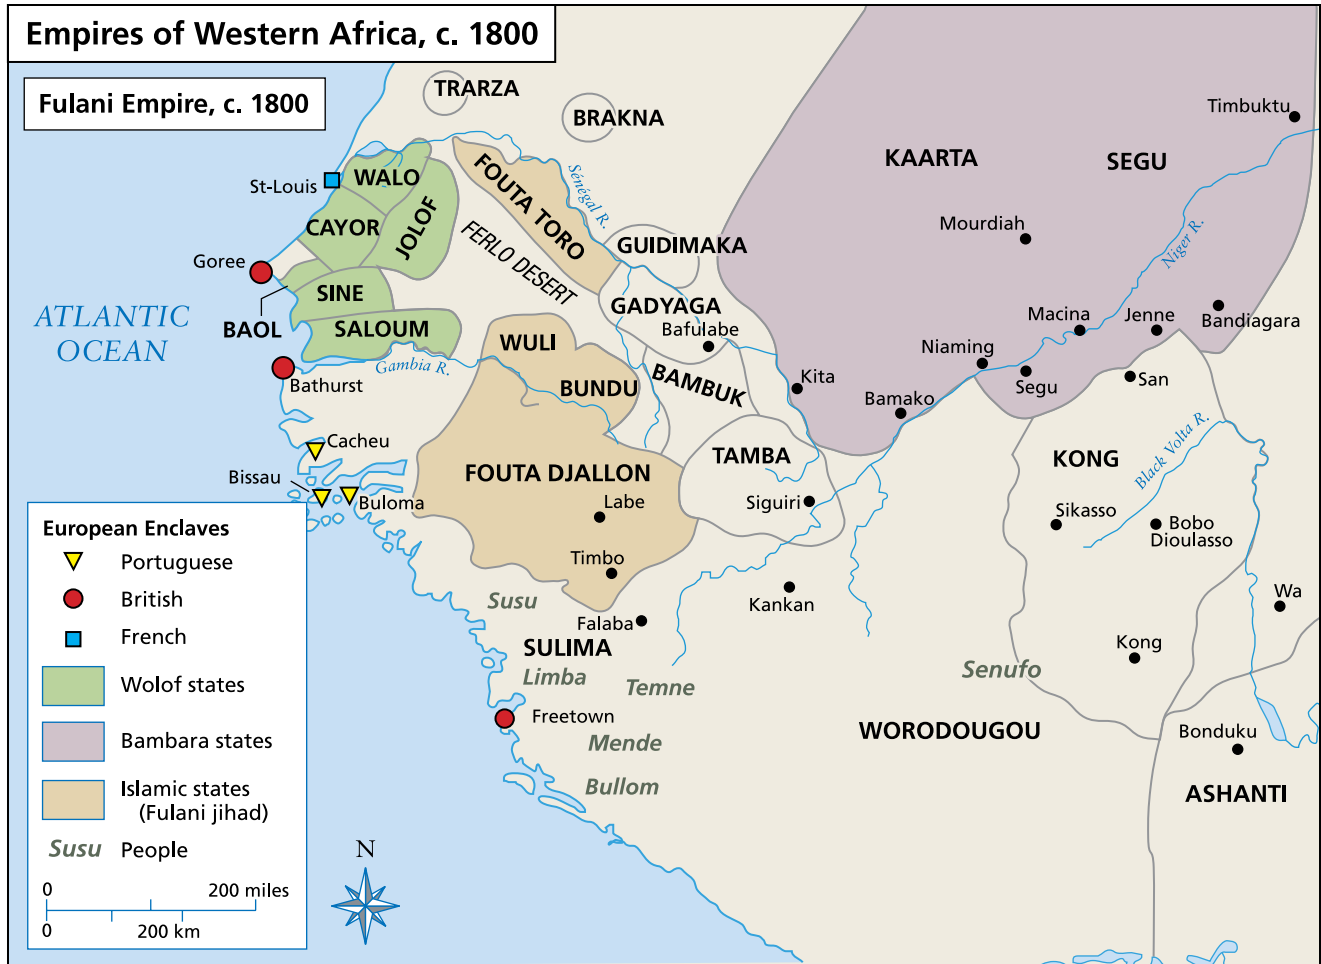 Empires of Western Africa, c. 1800
Fulani Empire, c. 1800
TRARZA
BRAKNA
Timbuktu
KAARTA
SEGU
St-Louis
WALO
FOUTA TORO
Sénégal R.
CAYOR
JOLOF
Mourdiah
FERLO DESERT
GUIDIMAKA
Niger R.
Goree
SINE
GADYAGA
ATLANTIC
OCEAN
BAOL
SALOUM
Bafulabe
Macina
Jenne
Bandiagara
WULI
Niaming
Gambia R.
Bathurst
BUNDU
BAMBUK
Kita
Segu
San
Bamako
Cacheu
Black Volta R.
TAMBA
KONG
Bissau
FOUTA DJALLON
Buloma
Labe
Siguiri
Sikasso
Bobo
Dioulasso
Timbo
Susu
Kankan
Wa
Falaba
SULIMA
Kong
Limba
Temne
Senufo
Freetown
Mende
WORODOUGOU
Bonduku
Bullom
ASHANTI
European Enclaves
Portuguese
British
French
Wolof states
Bambara states
Islamic states
(Fulani jihad)
Susu People
0 200 miles
0 200 km
N